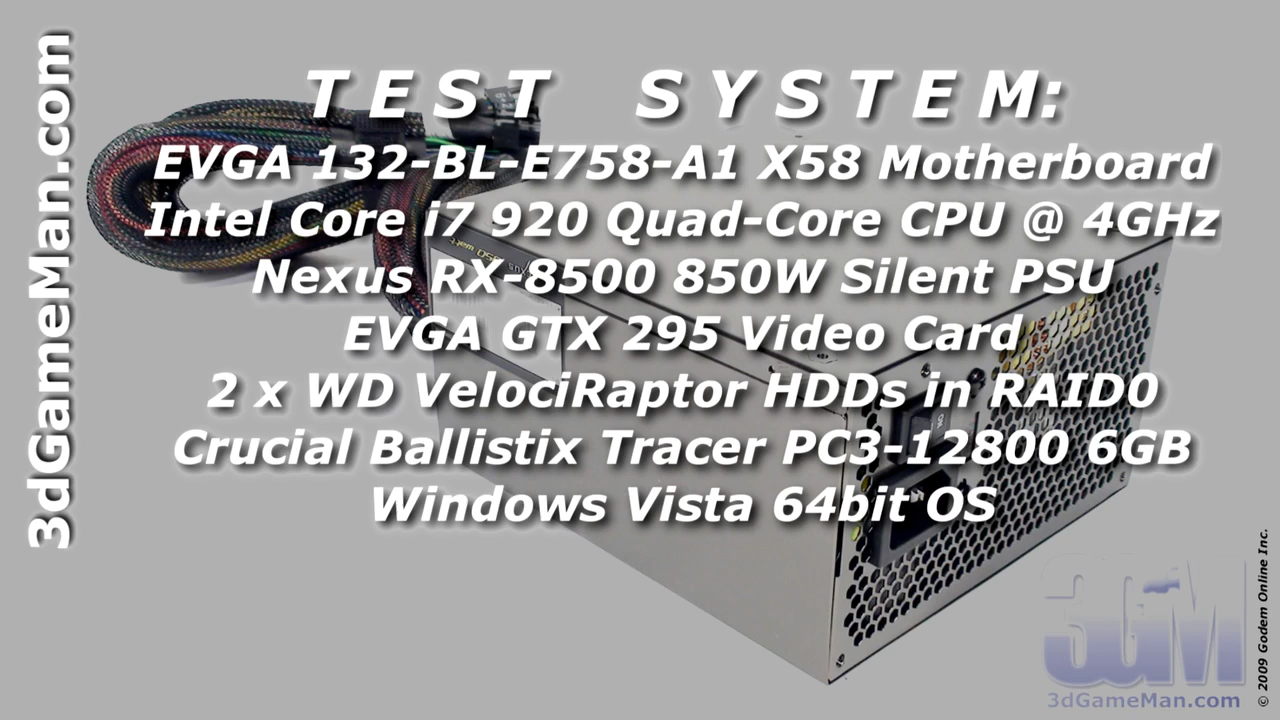 3dGameMan.com
TEST SYSTEM:
EVGA 132-BL-E758-A1 X58 Motherboard
Intel Core i7 920 Quad-Core CPU @ 4GHz
Nexus RX-8500 850W Silent PSU
EVGA GTX 295 Video Card
2 x WD VelociRaptor HDDs in RAID0
Crucial Ballistix Tracer PC3-12800 6GB
Windows Vista 64bit OS
3GM
3dGameMan.com
© 2009 Godem Online Inc.